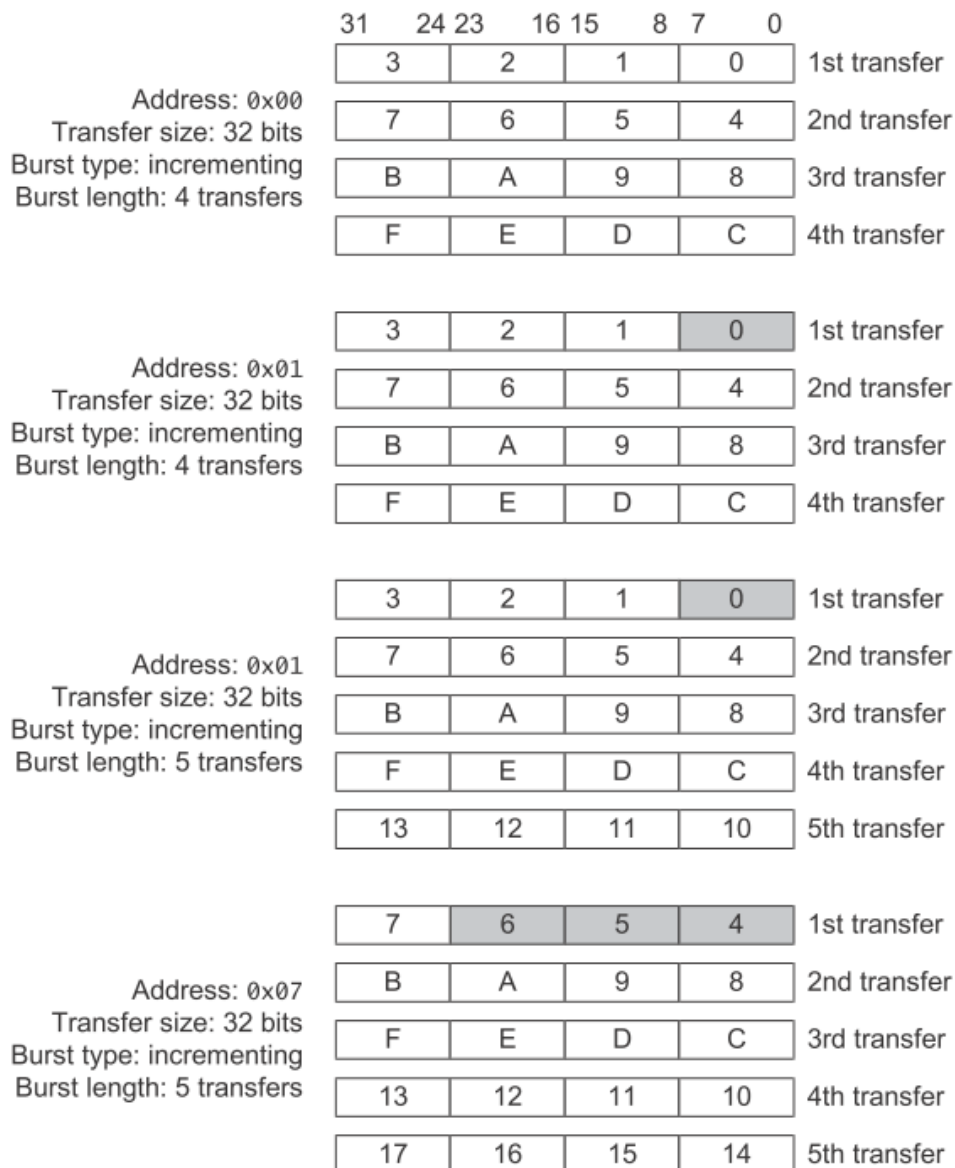 31 24 23 16 15 8 7 0
3 2 1 0 1st transfer
Address: 0x00
7 6 5 4 2nd transfer
Transfer size: 32 bits
Burst type: incrementing
B A 9 8 3rd transfer
Burst length: 4 transfers
F E D C 4th transfer
3 2 1 0 1st transfer
Address: 0x01
7 6 5 4 2nd transfer
Transfer size: 32 bits
Burst type: incrementing
B A 9 8 3rd transfer
Burst length: 4 transfers
F E D C 4th transfer
3 2 1 0 1st transfer
7 6 5 4 2nd transfer
Address: 0x01
Transfer size: 32 bits
B A 9 8 3rd transfer
Burst type: incrementing
Burst length: 5 transfers
F E D C 4th transfer
13 12 11 10 5th transfer
7 6 5 4 1st transfer
B A 9 8 2nd transfer
Address: 0x07
Transfer size: 32 bits
F E D C 3rd transfer
Burst type: incrementing
Burst length: 5 transfers
13 12 11 10 4th transfer
17 16 15 14 5th transfer